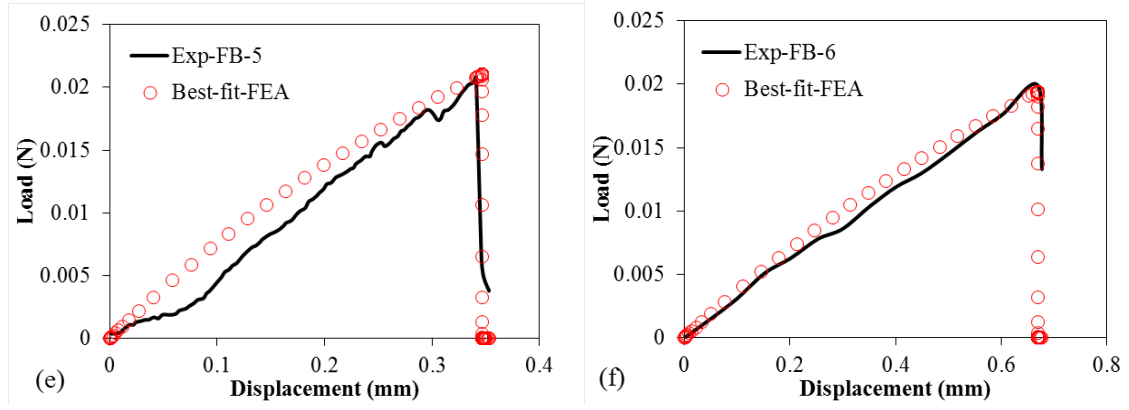 0.025
0.02
0.015
0.01
0.005
0
Load (N)
Exp-FB-5
Best-fit-FEA
0 0.1 0.2 0.3 0.4
Displacement (mm)
(e)
0.025
0.02
0.015
0.01
0.005
0
Load (N)
Exp-FB-6
Best-fit-FEA
0 0.2 0.4 0.6 0.8
Displacement (mm)
(f)